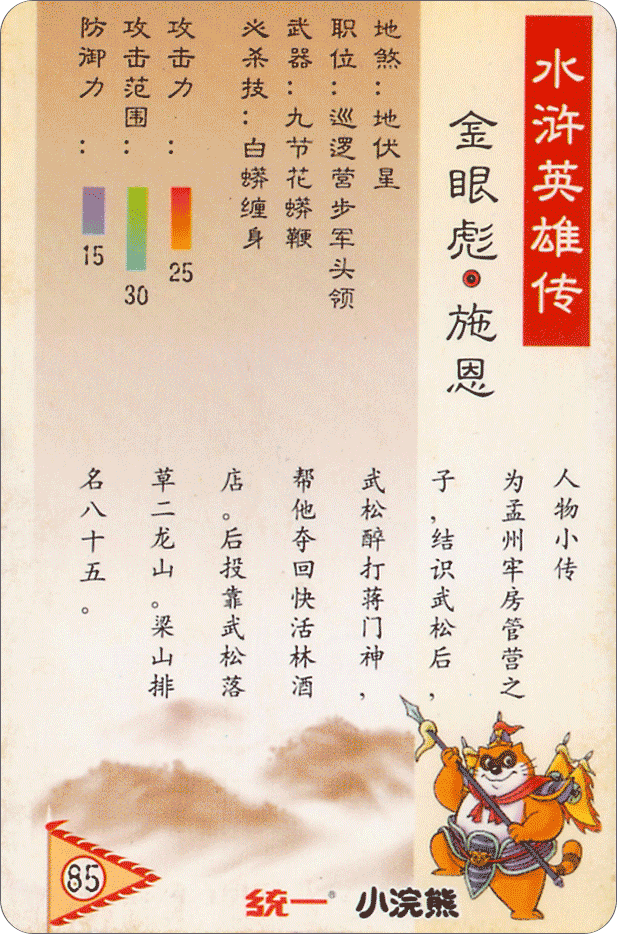 水浒英雄传
金眼彪·施恩
地煞：地伏星
职位：巡逻营步军头领
武器：九节花蟒鞭
必杀技：白蟒缠身
攻击力：
25
攻击范围：
30
防御力：
15
人物小传
为孟州牢房管营之
子，结识武松后，
武松醉打蒋门神，
帮他夺回快活林酒
店。后投靠武松落
草二龙山。梁山排
名八十五。
85
统一® 小浣熊